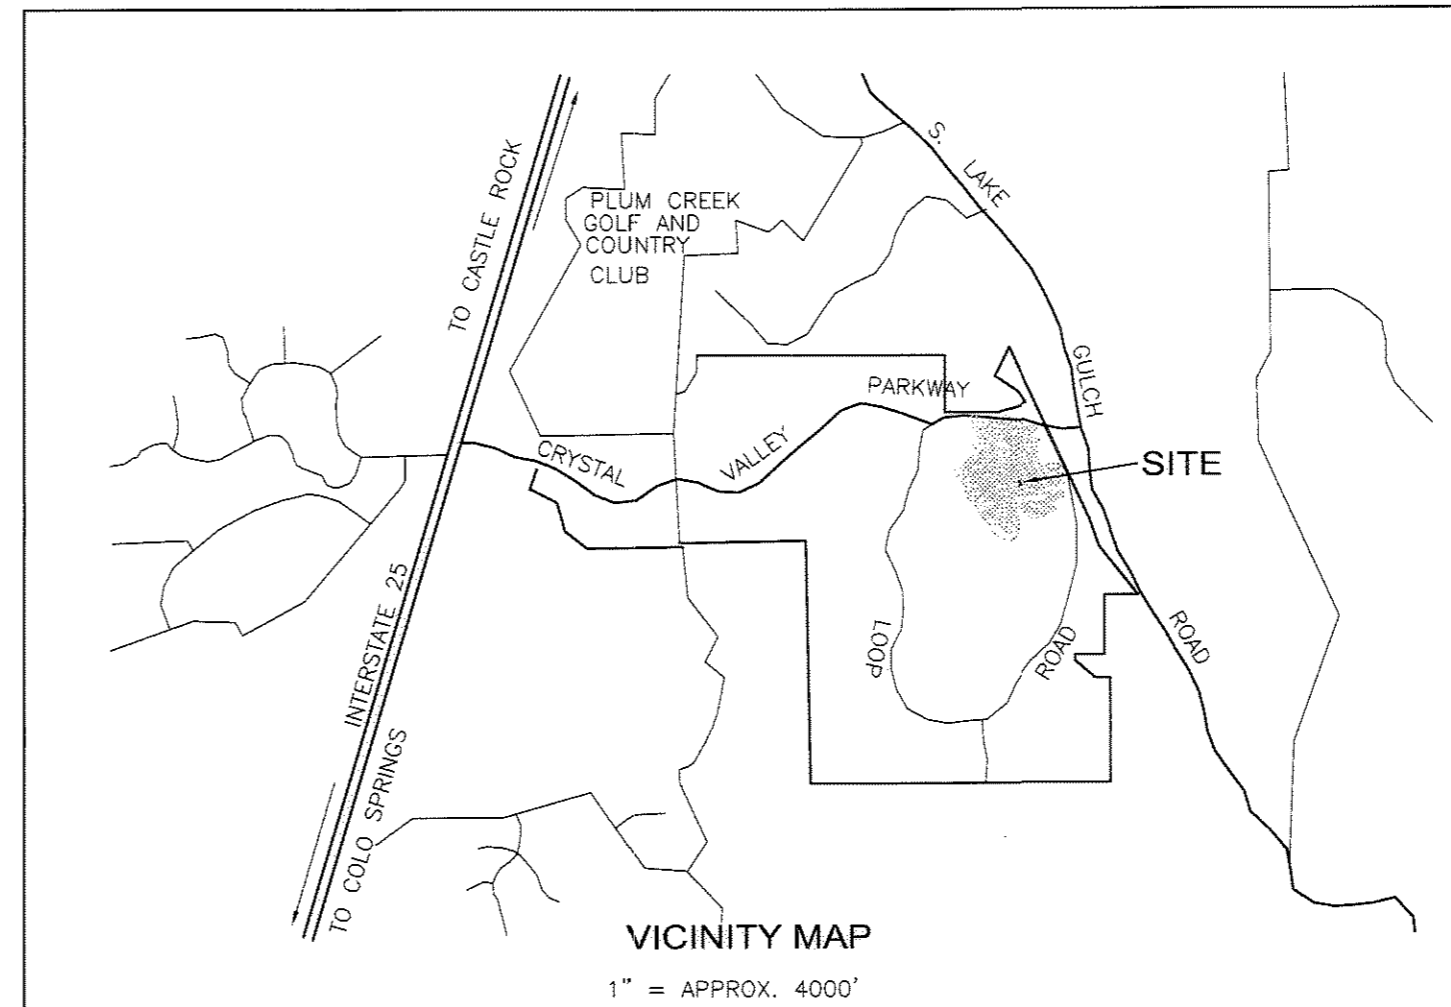 TO CASTLE ROCK
PLUM CREEK
GOLF AND
COUNTRY
CLUB
S. LAKE GULCH ROAD
CRYSTAL VALLEY PARKWAY
SITE
INTERSTATE 25
LOOP ROAD
TO COLO SPRINGS
VICINITY MAP
1" = APPROX. 4000'